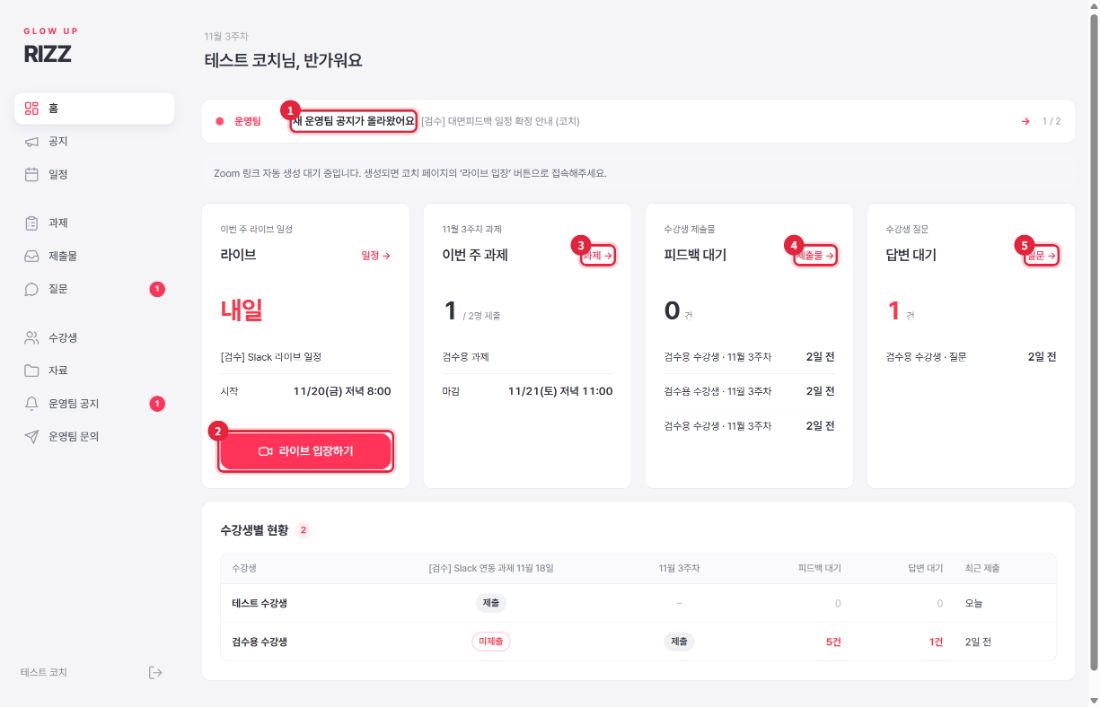 GLOW UP
RIZZ
홈
공지
일정
과제
제출물
질문 1
수강생
자료
운영팀 공지 1
운영팀 문의
테스트 코치
11월 3주차
테스트 코치님, 반가워요
운영팀 1 새 운영팀 공지가 올라왔어요 [검수] 대면피드백 일정 확정 안내 (코치) → 1 / 2
Zoom 링크 자동 생성 대기 중입니다. 생성되면 코치 페이지의 ‘라이브 입장’ 버튼으로 접속해주세요.
이번 주 라이브 일정
라이브 일정 →
내일
[검수] Slack 라이브 일정
시작 11/20(금) 저녁 8:00
2
라이브 입장하기
11월 3주차 과제
3
이번 주 과제 과제 →
1 / 2명 제출
검수용 과제
마감 11/21(토) 저녁 11:00
수강생 제출물
4
피드백 대기 제출물 →
0 건
검수용 수강생 · 11월 3주차 2일 전
검수용 수강생 · 11월 3주차 2일 전
검수용 수강생 · 11월 3주차 2일 전
수강생 질문
5
답변 대기 질문 →
1 건
검수용 수강생 · 질문 2일 전
수강생별 현황 2
수강생 [검수] Slack 연동 과제 11월 18일 11월 3주차 피드백 대기 답변 대기 최근 제출
테스트 수강생 제출 – 0 0 오늘
검수용 수강생 미제출 제출 5건 1건 2일 전